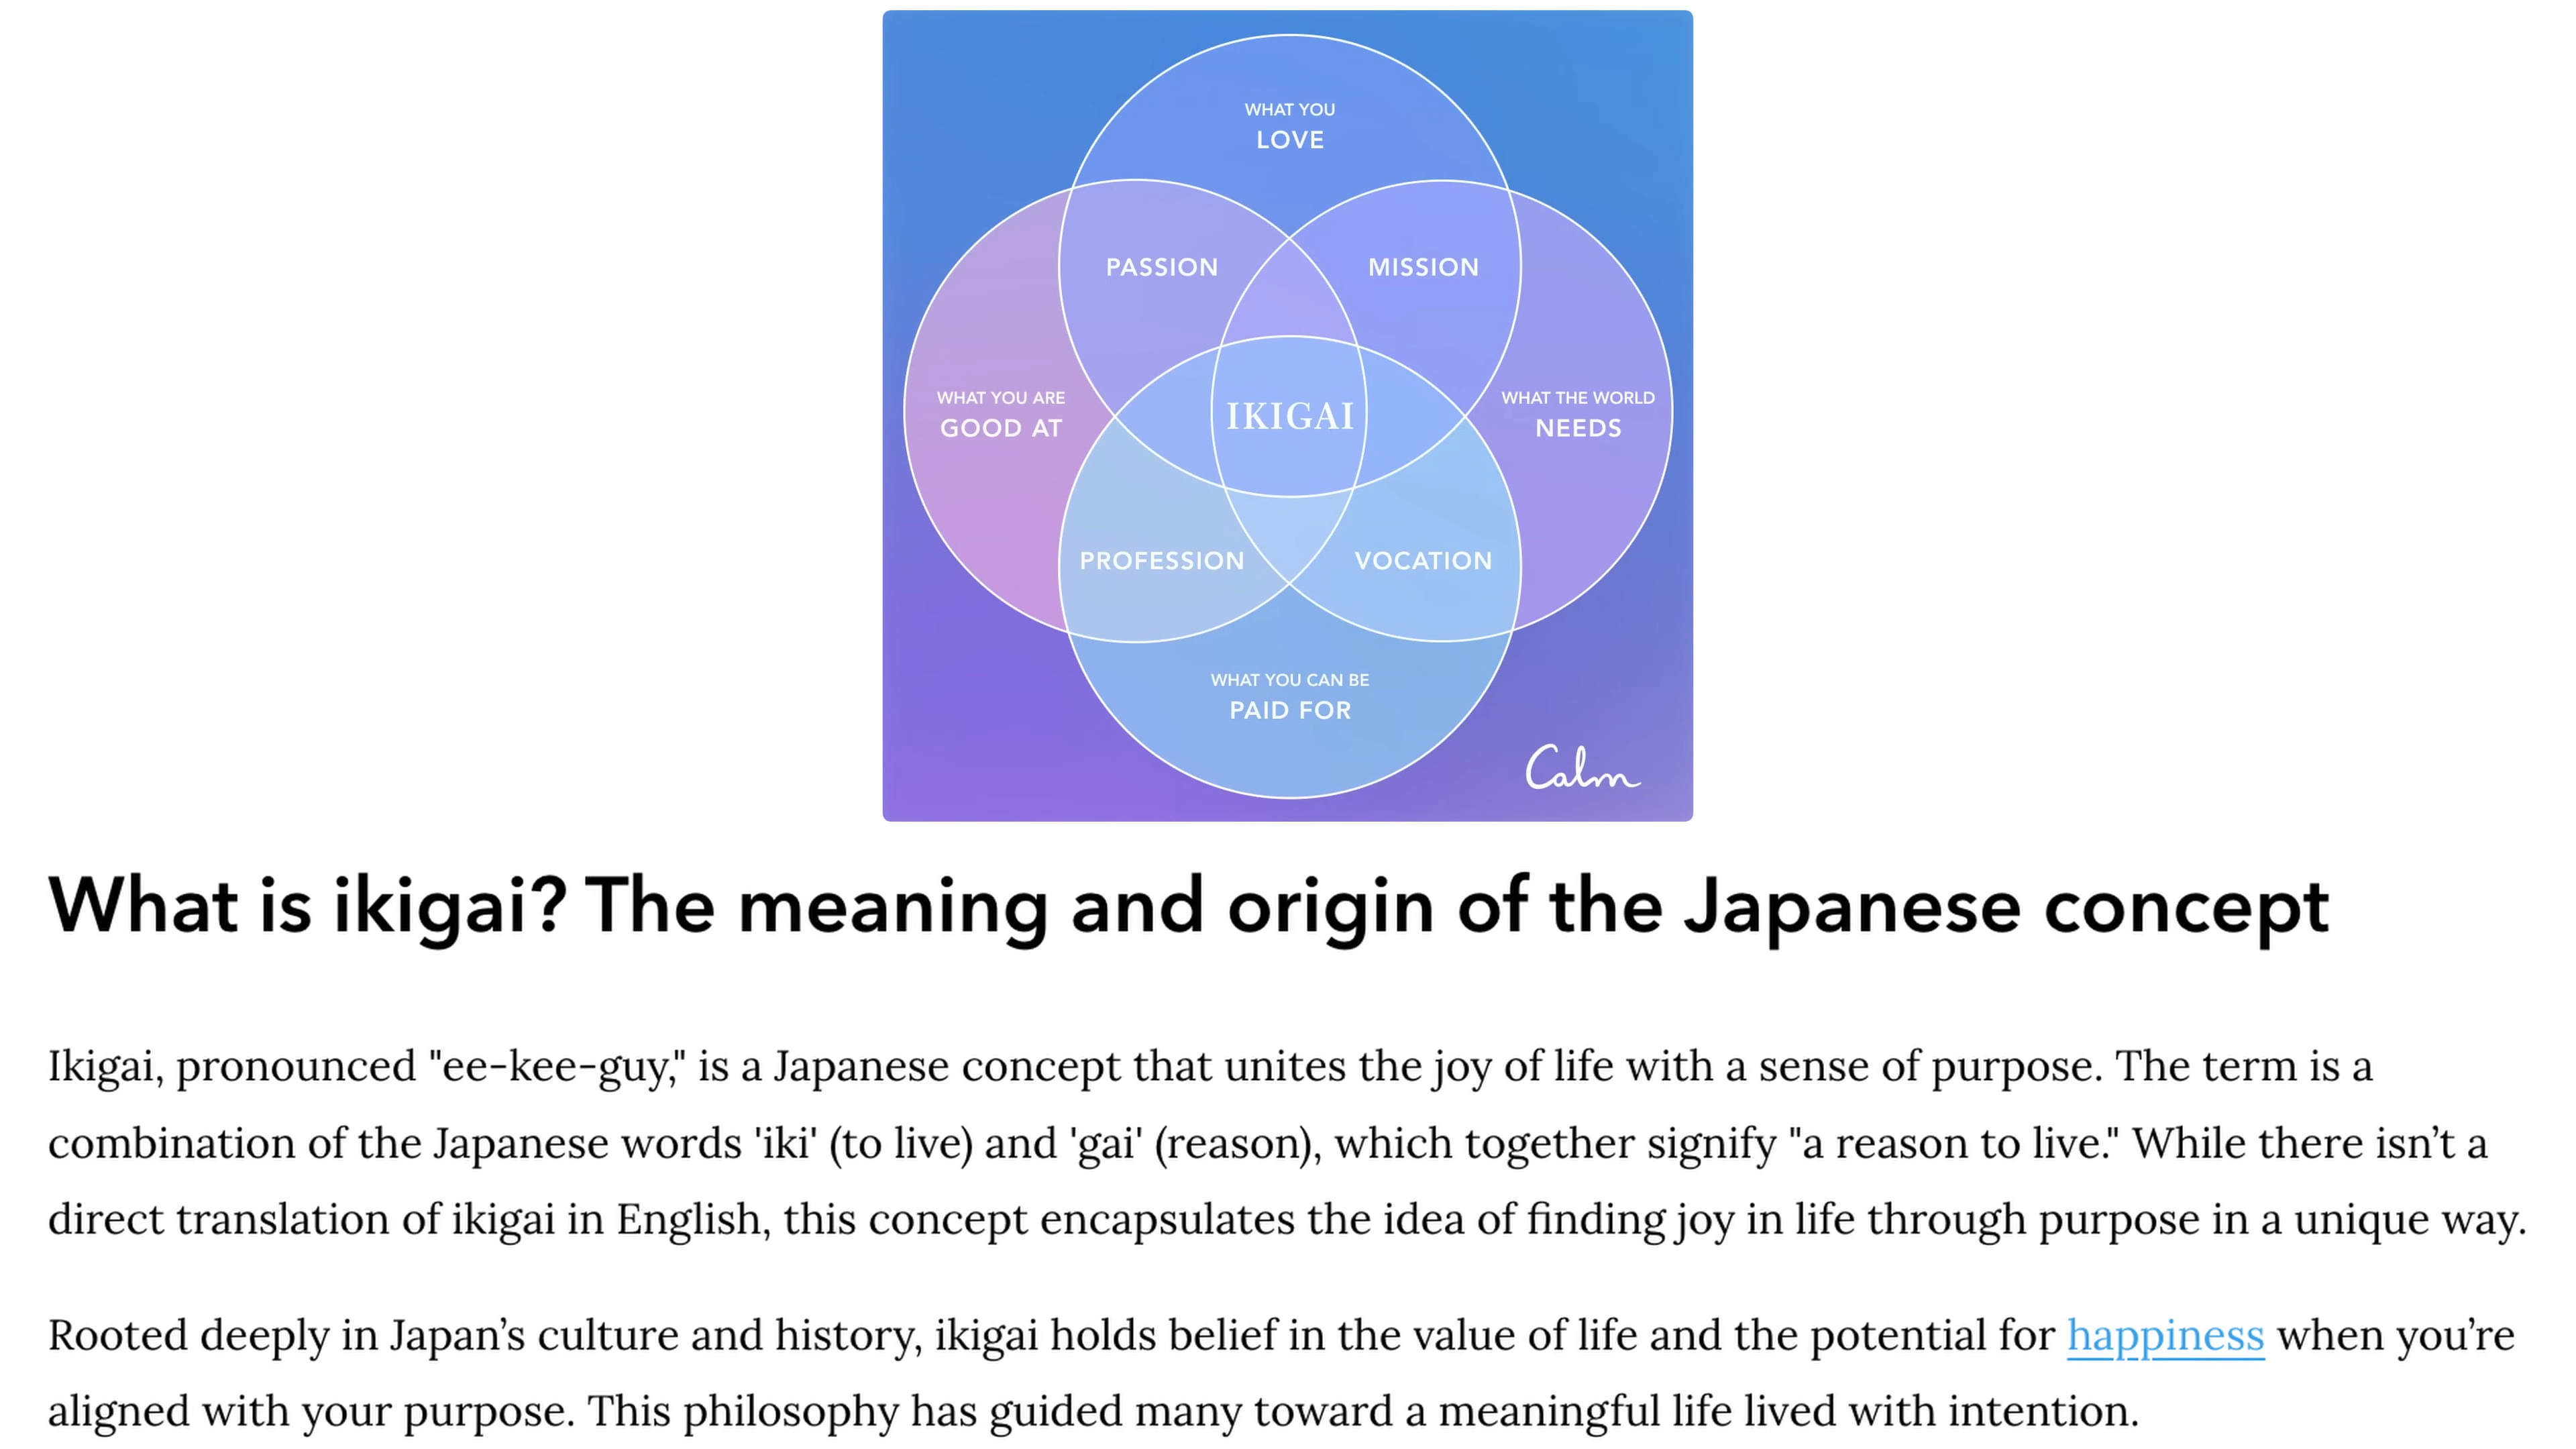 WHAT YOU
LOVE
PASSION
MISSION
WHAT YOU ARE
GOOD AT
IKIGAI
WHAT THE WORLD
NEEDS
PROFESSION
VOCATION
WHAT YOU CAN BE
PAID FOR
Calm
What is ikigai? The meaning and origin of the Japanese concept
Ikigai, pronounced "ee-kee-guy," is a Japanese concept that unites the joy of life with a sense of purpose. The term is a
combination of the Japanese words 'iki' (to live) and 'gai' (reason), which together signify "a reason to live." While there isn’t a
direct translation of ikigai in English, this concept encapsulates the idea of finding joy in life through purpose in a unique way.
Rooted deeply in Japan’s culture and history, ikigai holds belief in the value of life and the potential for happiness when you’re
aligned with your purpose. This philosophy has guided many toward a meaningful life lived with intention.